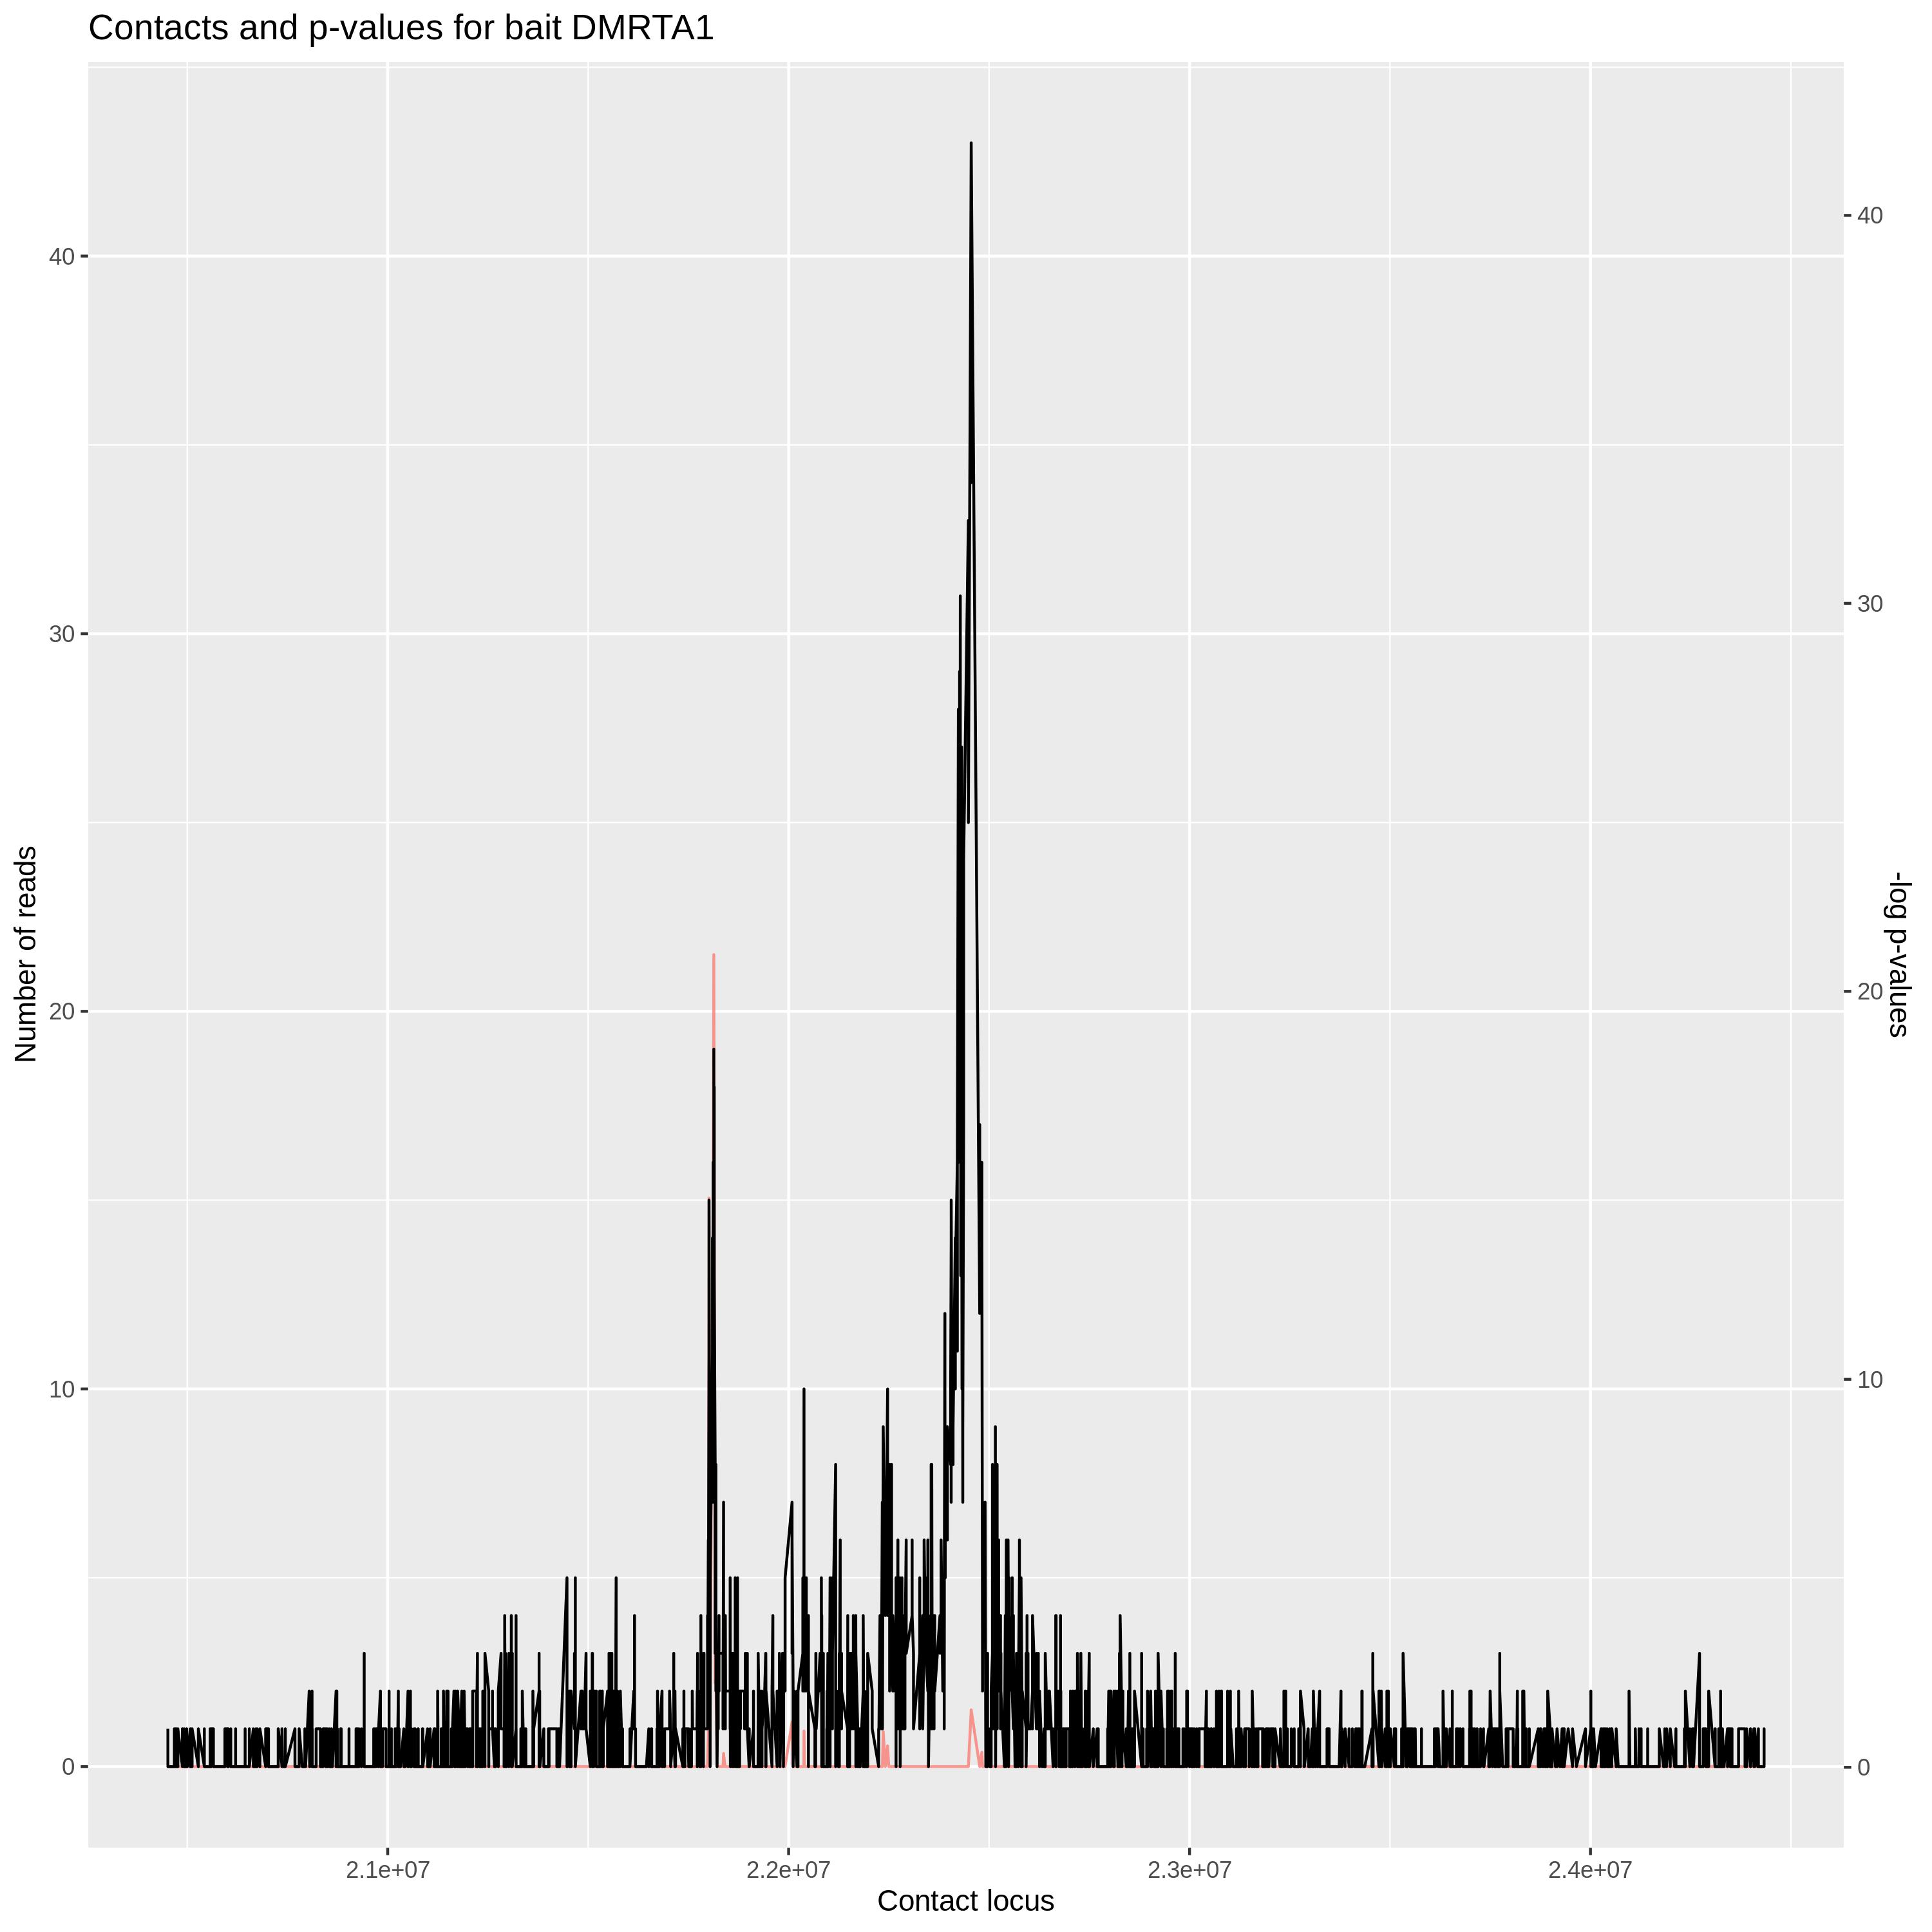 Contacts and p-values for bait DMRTA1
Number of reads
40
30
20
10
0
40
30
20
10
0
-log p-values
2.1e+07 2.2e+07 2.3e+07 2.4e+07
Contact locus